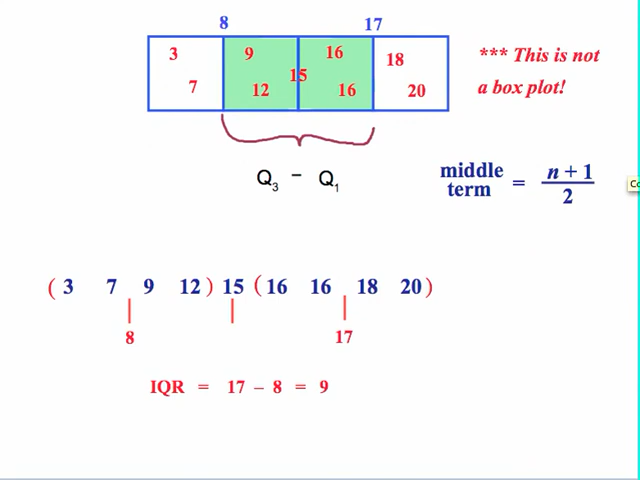 8 17
3 9 16 18 *** This is not
15
7 12 16 20 a box plot!
Q3 – Q1
middle term = n + 1 / 2
Co
( 3 7 9 12 ) 15 ( 16 16 18 20 )
8 17
IQR = 17 – 8 = 9